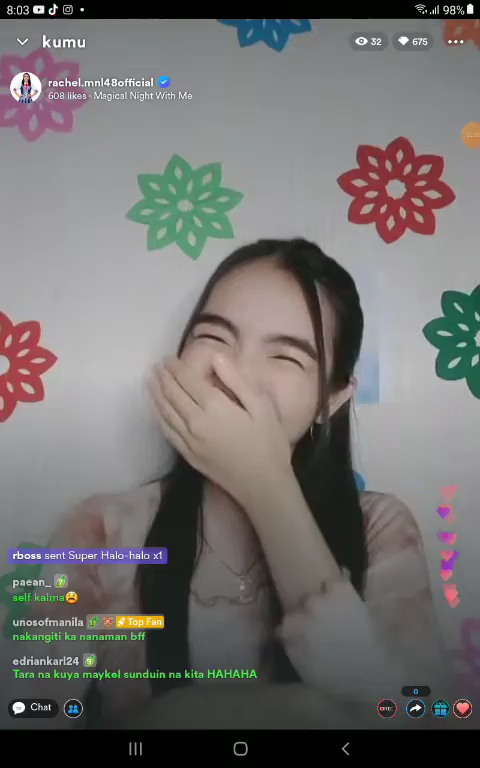 8:03
98%
kumu
32
675
rachel.mnl48official
608 likes · Magical Night With Me
rboss sent Super Halo-halo x1
paean_
self kalma😫
unosofmanila Top Fan
nakangiti ka nanaman bff
edriankarl24
Tara na kuya maykel sunduin na kita HAHAHA
0
Chat